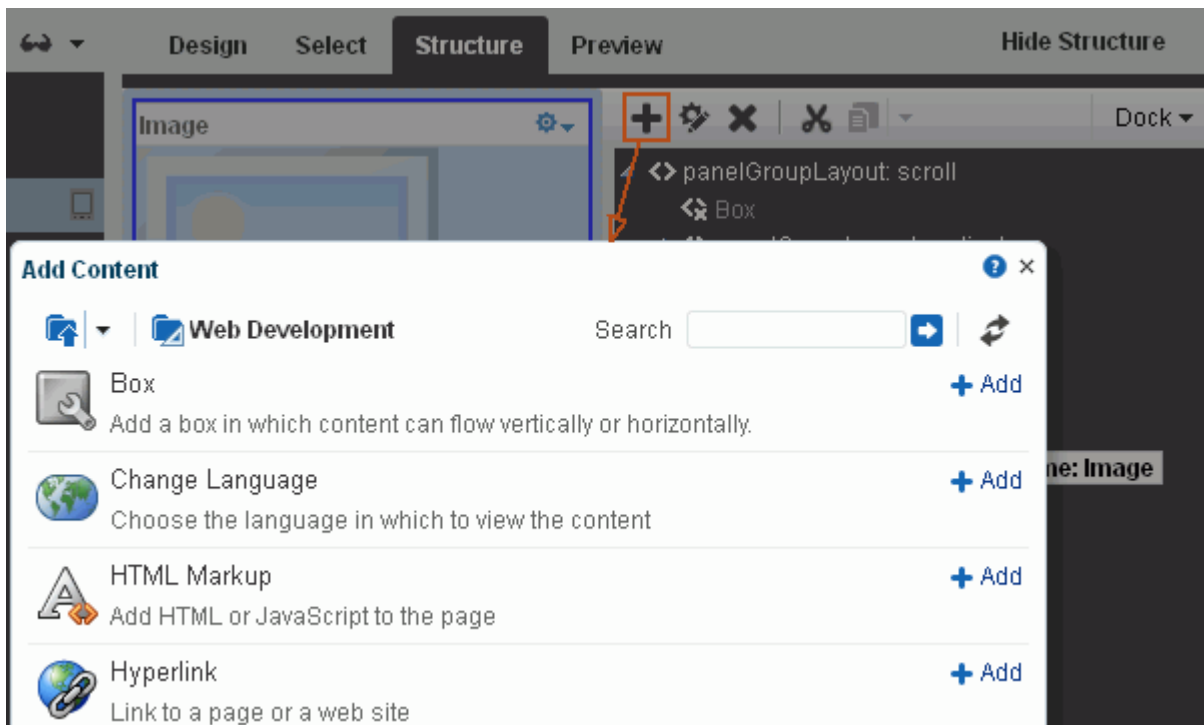 Design Select Structure Preview Hide Structure
Image
Dock
panelGroupLayout: scroll
Box
Add Content
Web Development Search
Box Add
Add a box in which content can flow vertically or horizontally.
me: Image
Change Language Add
Choose the language in which to view the content
HTML Markup Add
Add HTML or JavaScript to the page
Hyperlink Add
Link to a page or a web site